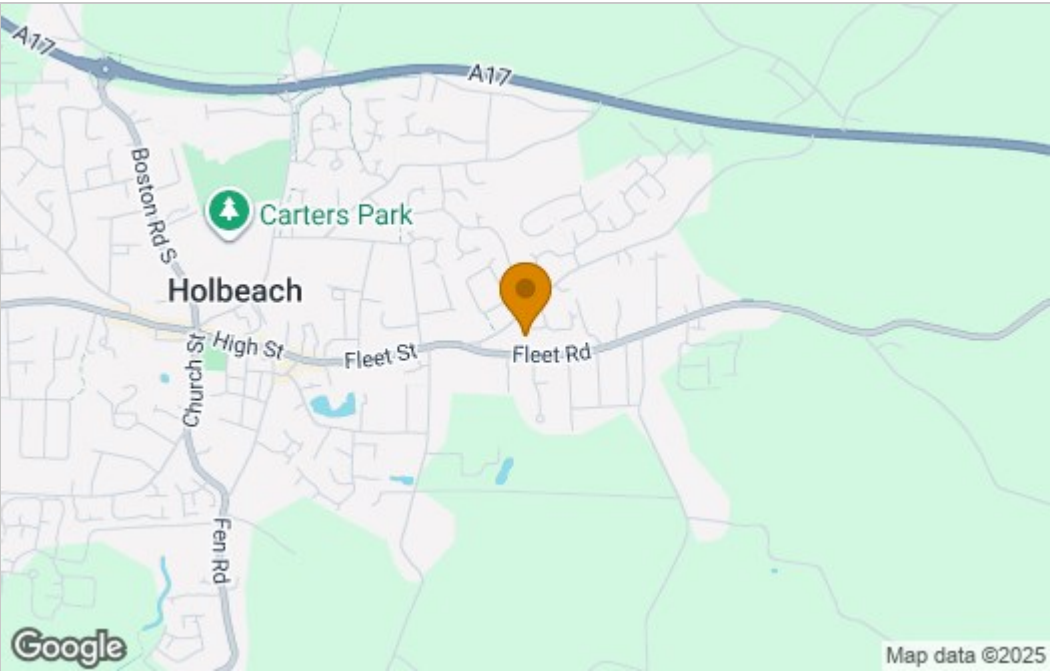 A17
A17
Boston Rd S
Carters Park
Holbeach
High St
Fleet St
Fleet Rd
Church St
Fen Rd
Google
Map data ©2025